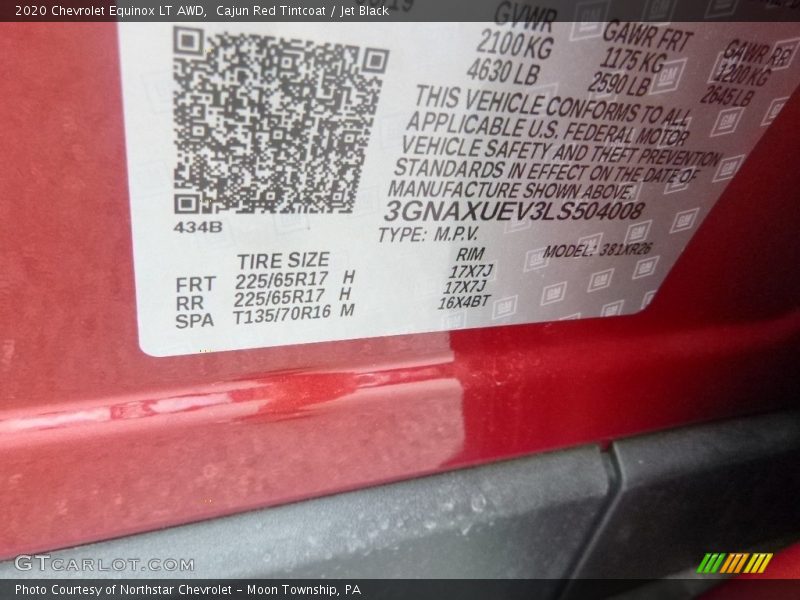 2020 Chevrolet Equinox LT AWD, Cajun Red Tintcoat / Jet Black
GVWR
2100 KG
4630 LB
GAWR FRT
1175 KG
2590 LB
GAWR RR
1200 KG
2645 LB
THIS VEHICLE CONFORMS TO ALL
APPLICABLE U.S. FEDERAL MOTOR
VEHICLE SAFETY AND THEFT PREVENTION
STANDARDS IN EFFECT ON THE DATE OF
MANUFACTURE SHOWN ABOVE.
3GNAXUEV3LS504008
TYPE: M.P.V.
MODEL: 381XR26
434B
TIRE SIZE RIM
FRT 225/65R17 H 17X7J
RR 225/65R17 H 17X7J
SPA T135/70R16 M 16X4BT
GTCARLOT.COM
Photo Courtesy of Northstar Chevrolet - Moon Township, PA